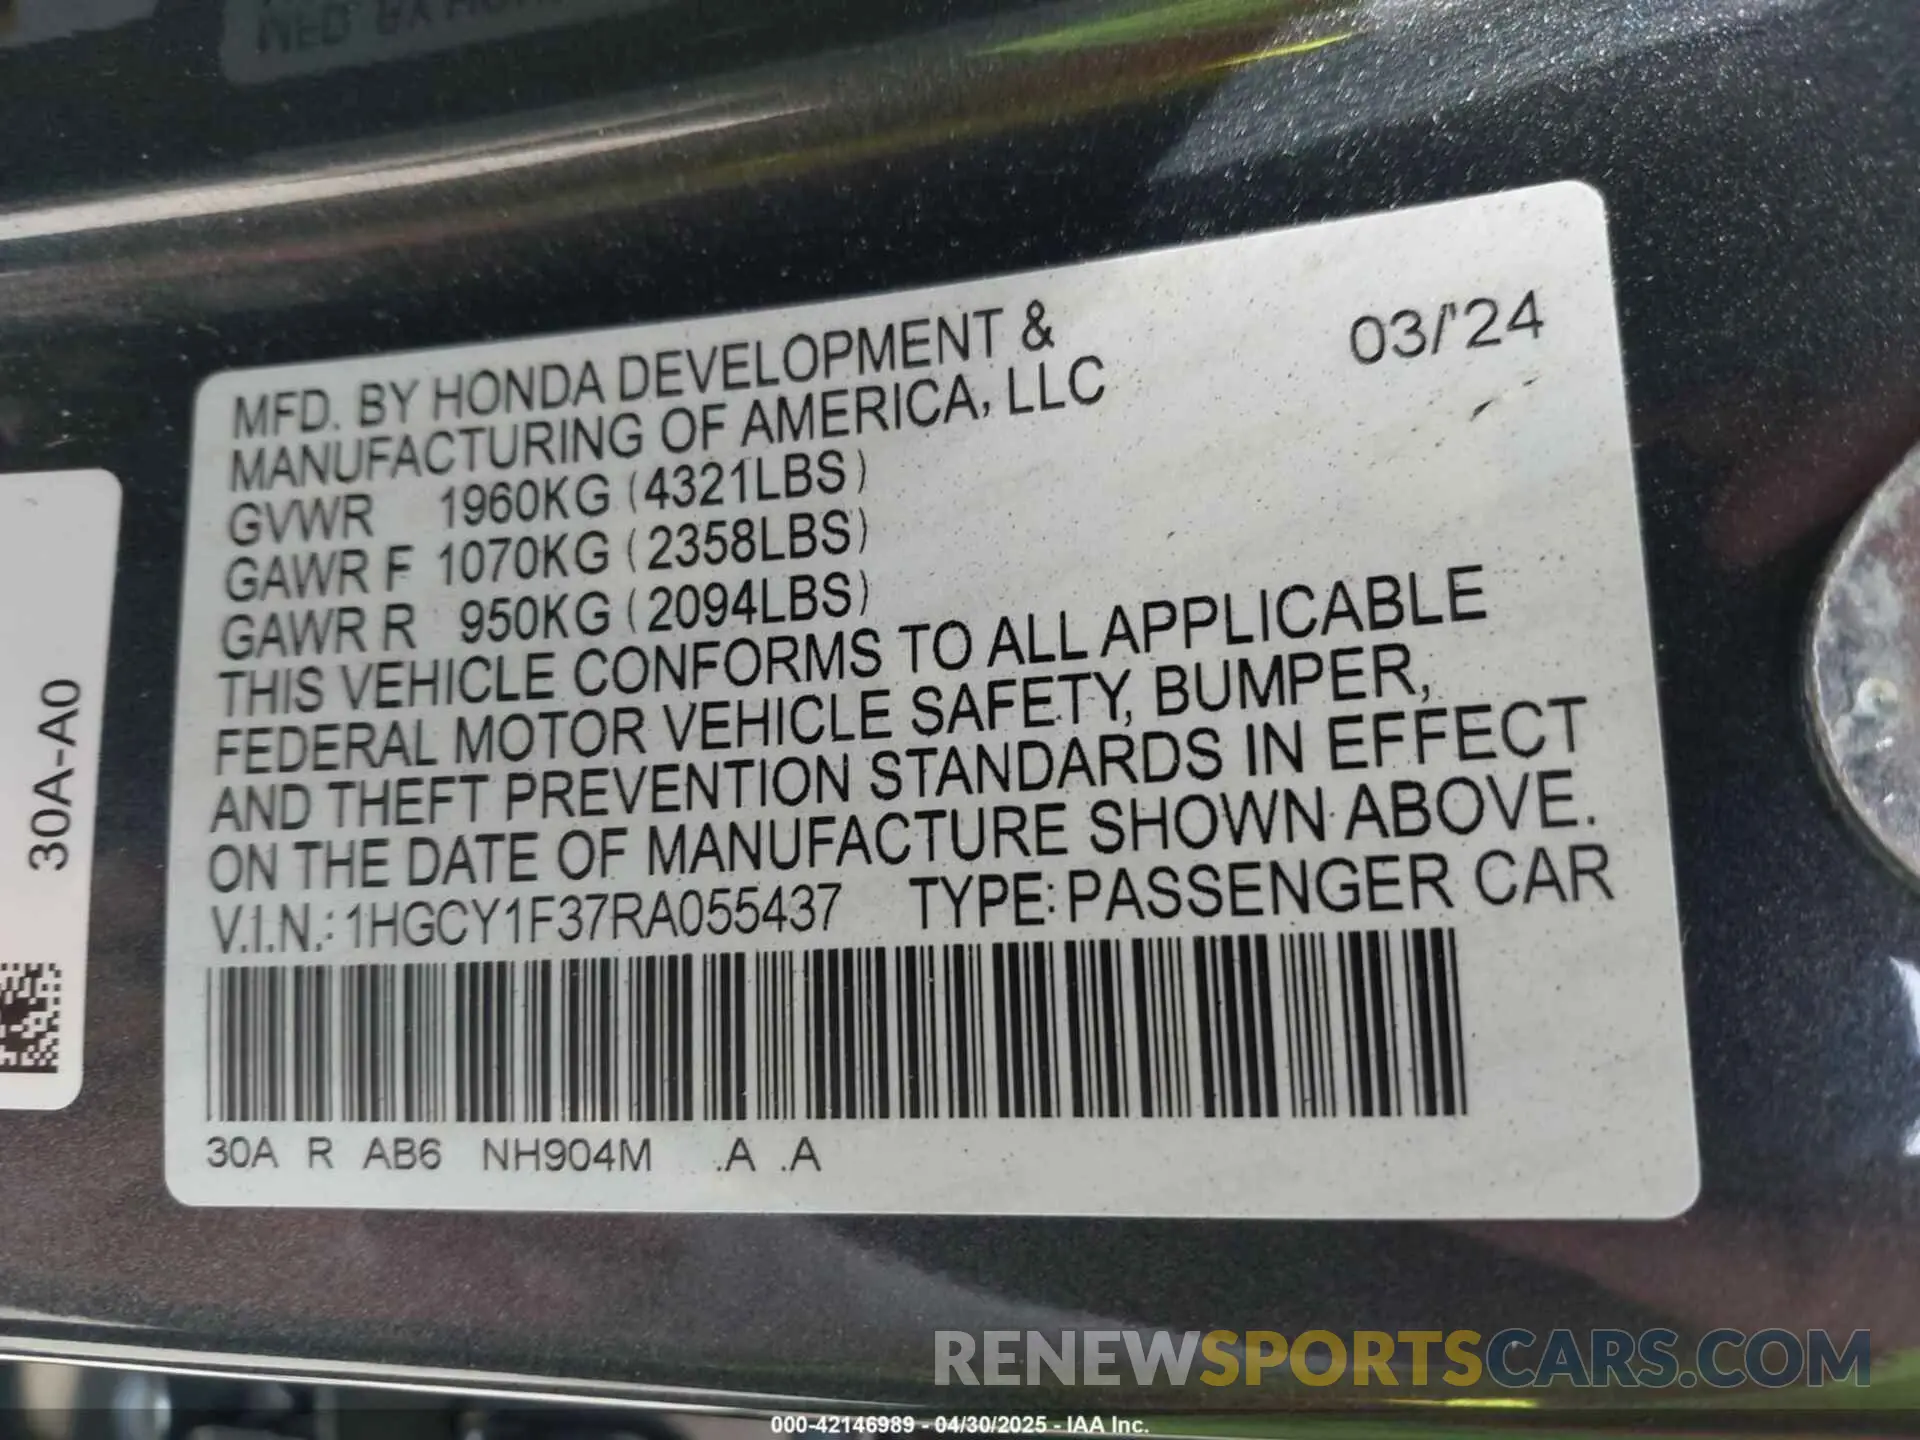 MFD. BY HONDA DEVELOPMENT &
MANUFACTURING OF AMERICA, LLC
03/'24
GVWR 1960KG (4321LBS)
GAWR F 1070KG (2358LBS)
GAWR R 950KG (2094LBS)
THIS VEHICLE CONFORMS TO ALL APPLICABLE
FEDERAL MOTOR VEHICLE SAFETY, BUMPER,
AND THEFT PREVENTION STANDARDS IN EFFECT
ON THE DATE OF MANUFACTURE SHOWN ABOVE.
V.I.N.: 1HGCY1F37RA055437 TYPE: PASSENGER CAR
30A R AB6 NH904M .A .A
30A-A0
RENEWSPORTSCARS.COM
000-42146989 - 04/30/2025 - IAA Inc.